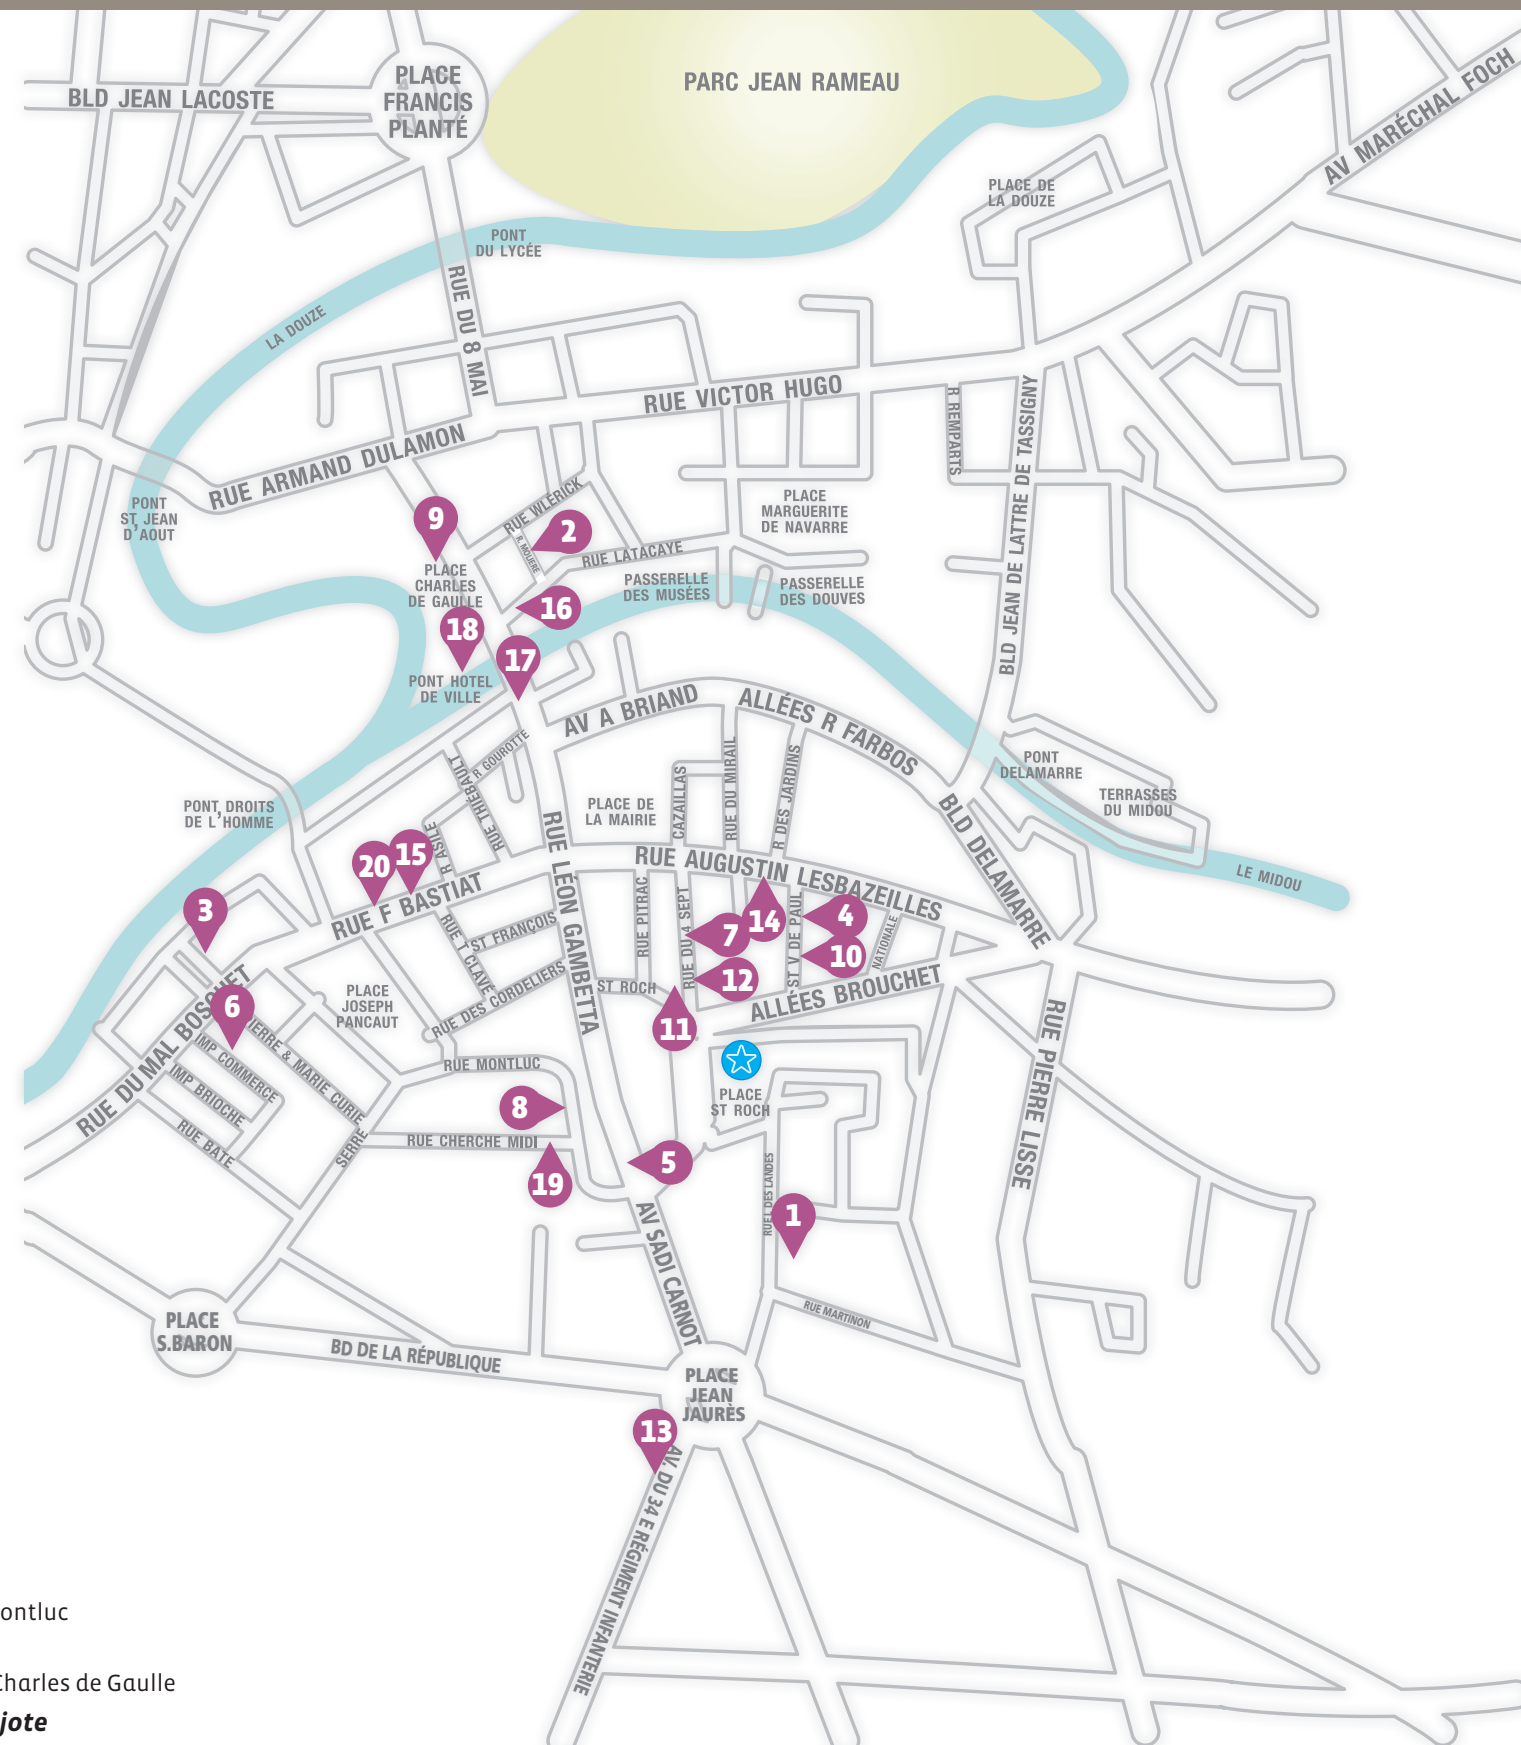 PARC JEAN RAMEAU
PLACE
FRANCIS
PLANTÉ
BLD JEAN LACOSTE
AV MARÉCHAL FOCH
PLACE DE
LA DOUZE
PONT
DU LYCÉE
RUE DU 8 MAI
LA DOUZE
RUE VICTOR HUGO
RUE ARMAND DULAMON
R REMPARTS
BLD JEAN DE LATTRE DE TASSIGNY
PONT
ST JEAN
D'AOUT
9
RUE WLÉRICK
2
R. MOLIÈRE
RUE LATACAYE
PLACE
MARGUERITE
DE NAVARRE
PLACE
CHARLES
DE GAULLE
PASSERELLE
DES MUSÉES
PASSERELLE
DES DOUVES
16
18
17
PONT HOTEL
DE VILLE
AV A BRIAND
ALLÉES R FARBOS
R GOUROTTE
RUE THIÉBAULT
PONT
DELAMARRE
TERRASSES
DU MIDOU
LE MIDOU
PONT DROITS
DE L'HOMME
PLACE DE
LA MAIRIE
CAZAILLAS
RUE DU MIRAIL
R DES JARDINS
BLD DELAMARRE
R ASILE
RUE LÉON GAMBETTA
RUE AUGUSTIN LESBAZEILLES
20
15
RUE F BASTIAT
3
RUE T CLAVÉ
ST FRANÇOIS
RUE DES CORDELIERS
RUE PITRAC
RUE DU 4 SEPT
7
14
ST V DE PAUL
4
10
NATIONALE
12
ST ROCH
ALLÉES BROUCHET
11
PLACE
JOSEPH
PANCAUT
6
RUE DU MAL BOSQUET
IERRE & MARIE CURIE
IMP COMMERCE
IMP BRIOCHE
RUE BATE
SERRE
RUE MONTLUC
8
RUE CHERCHE MIDI
19
5
PLACE
ST ROCH
RUE PIERRE LISSE
RUE DES LANDES
1
AV SADI CARNOT
RUE MARTINON
PLACE
S.BARON
BD DE LA RÉPUBLIQUE
PLACE
JEAN
JAURÈS
13
AV. DU 34 E RÉGIMENT INFANTERIE
ontluc
Charles de Gaulle
jote